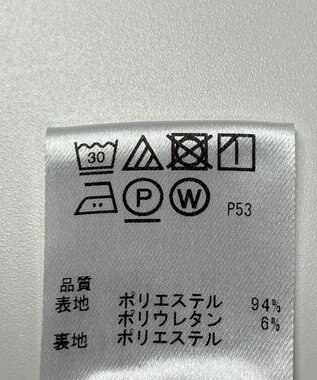 30
P W P53
品質
表地 ポリエステル 94%
ポリウレタン 6%
裏地 ポリエステル